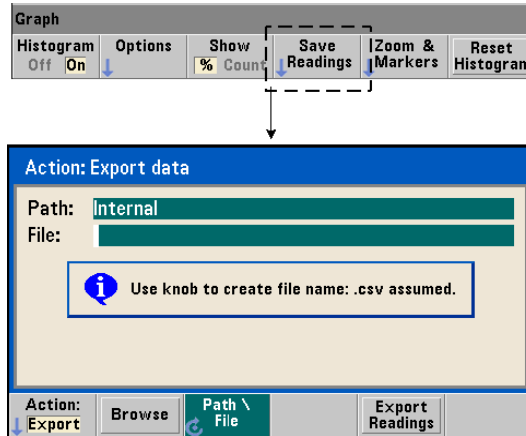 Graph
Histogram Options Show Save Zoom & Reset
Off On % Count Readings Markers Histogram
Action: Export data
Path: Internal
File:
i Use knob to create file name: .csv assumed.
Action: Browse Path \ Export
Export File Readings